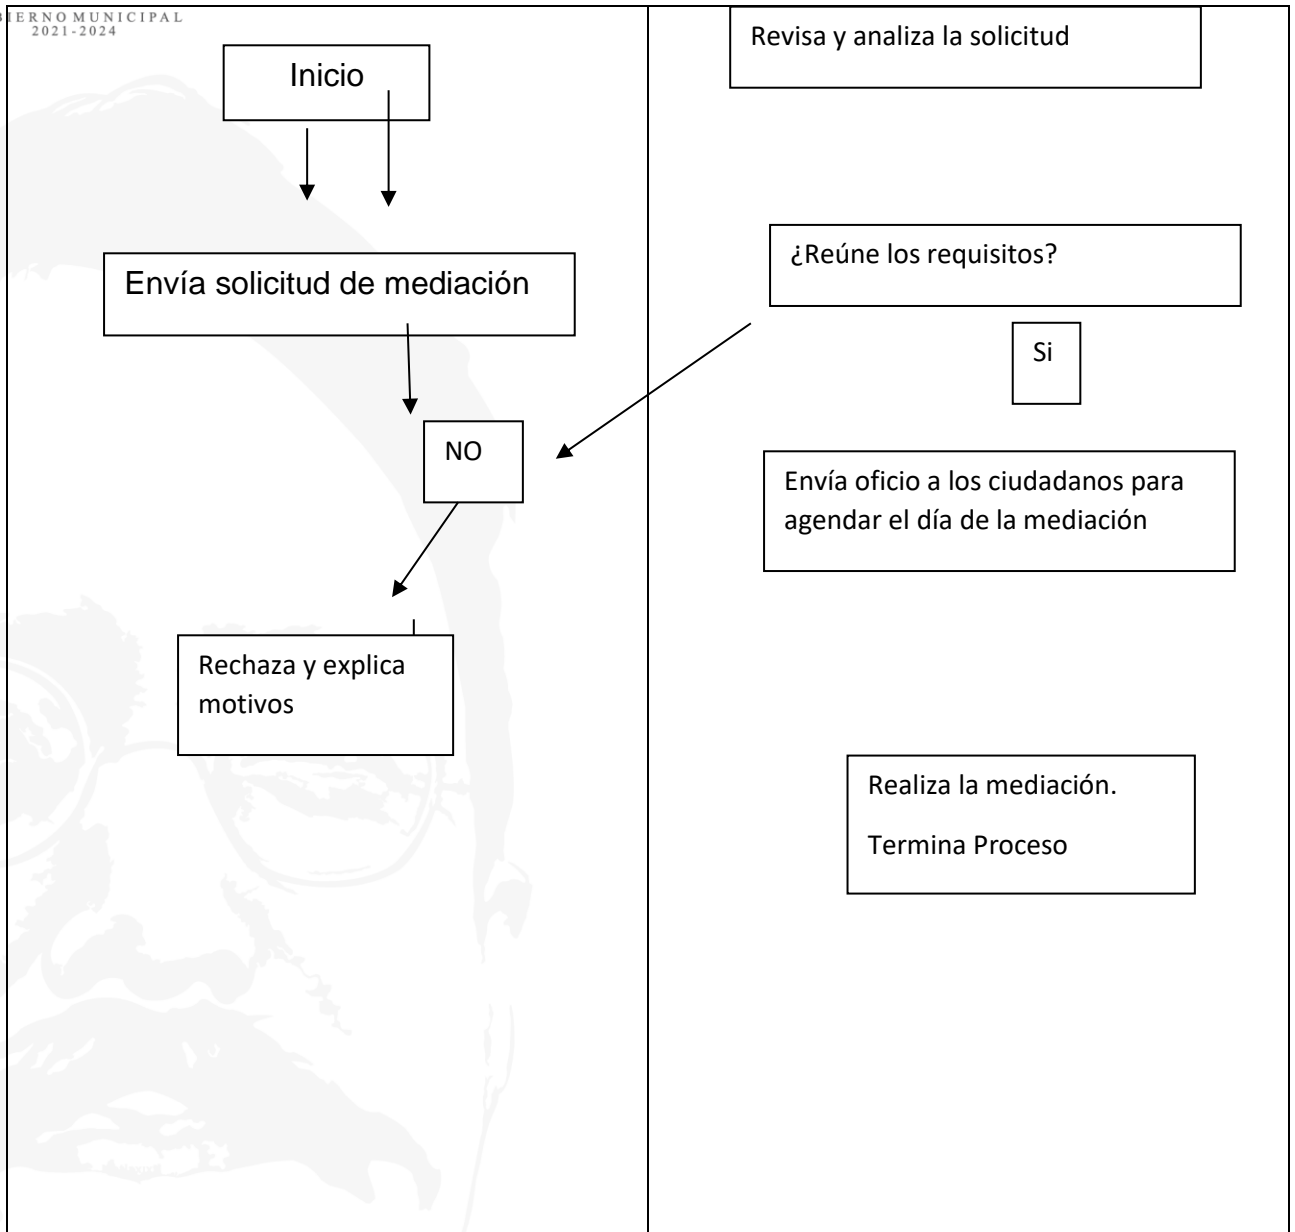 BIERNO MUNICIPAL
2021-2024
Inicio
Envía solicitud de mediación
NO
Rechaza y explica
motivos
Revisa y analiza la solicitud
¿Reúne los requisitos?
Si
Envía oficio a los ciudadanos para
agendar el día de la mediación
Realiza la mediación.
Termina Proceso